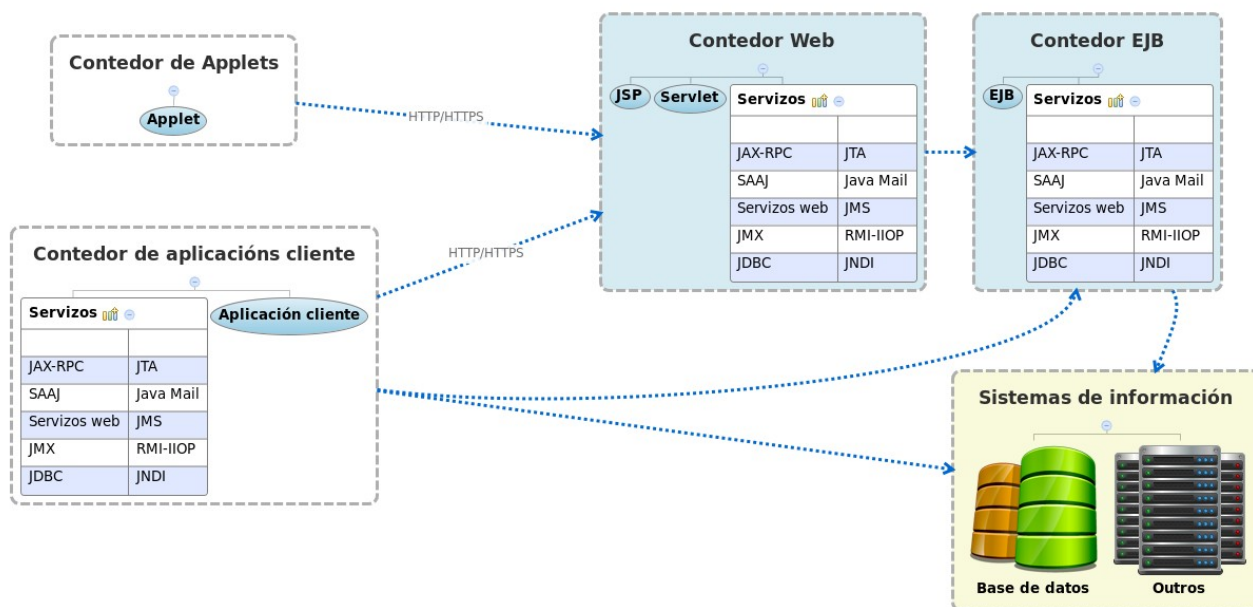 Contedor de Applets
Applet
HTTP/HTTPS
Contedor Web
JSP
Servlet
Servizos
JAX-RPC JTA
SAAJ Java Mail
Servizos web JMS
JMX RMI-IIOP
JDBC JNDI
Contedor EJB
EJB
Servizos
JAX-RPC JTA
SAAJ Java Mail
Servizos web JMS
JMX RMI-IIOP
JDBC JNDI
Contedor de aplicacións cliente
HTTP/HTTPS
Servizos
Aplicación cliente
JAX-RPC JTA
SAAJ Java Mail
Servizos web JMS
JMX RMI-IIOP
JDBC JNDI
Sistemas de información
Base de datos
Outros